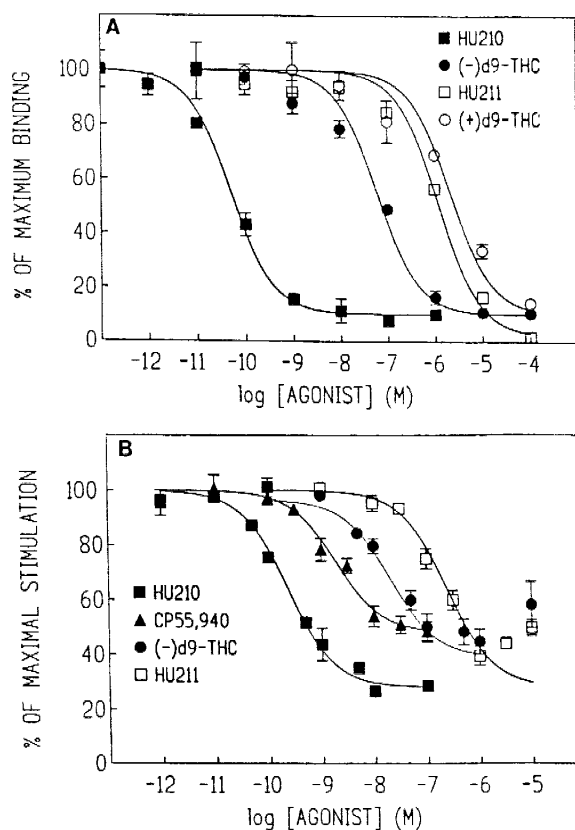 A
% OF MAXIMUM BINDING
100
80
60
40
20
0
HU210
(-)d9-THC
HU211
(+)d9-THC
-12 -11 -10 -9 -8 -7 -6 -5 -4
log [AGONIST] (M)
B
% OF MAXIMAL STIMULATION
100
80
60
40
20
0
HU210
CP55,940
(-)d9-THC
HU211
-12 -11 -10 -9 -8 -7 -6 -5
log [AGONIST] (M)